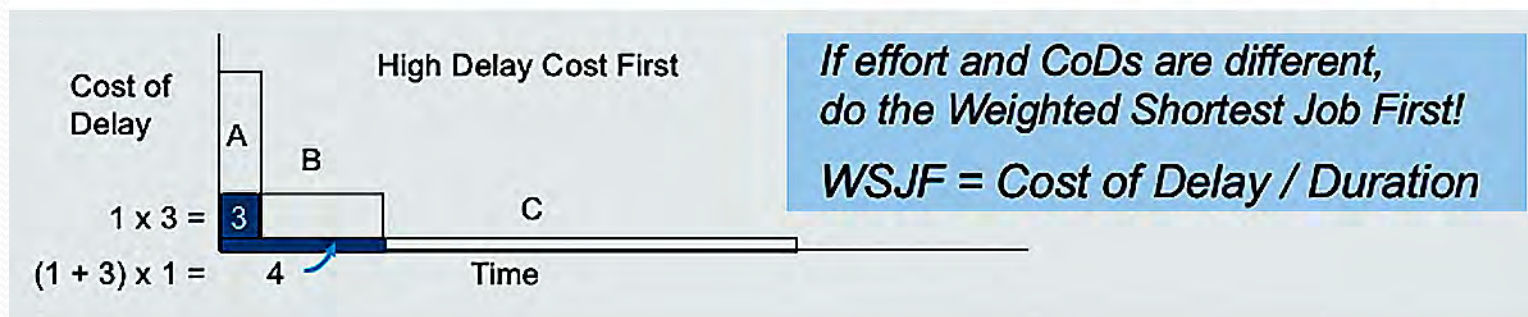 Cost of
Delay
High Delay Cost First
A
B
C
1 x 3 = 3
(1 + 3) x 1 = 4
Time
If effort and CoDs are different,
do the Weighted Shortest Job First!
WSJF = Cost of Delay / Duration